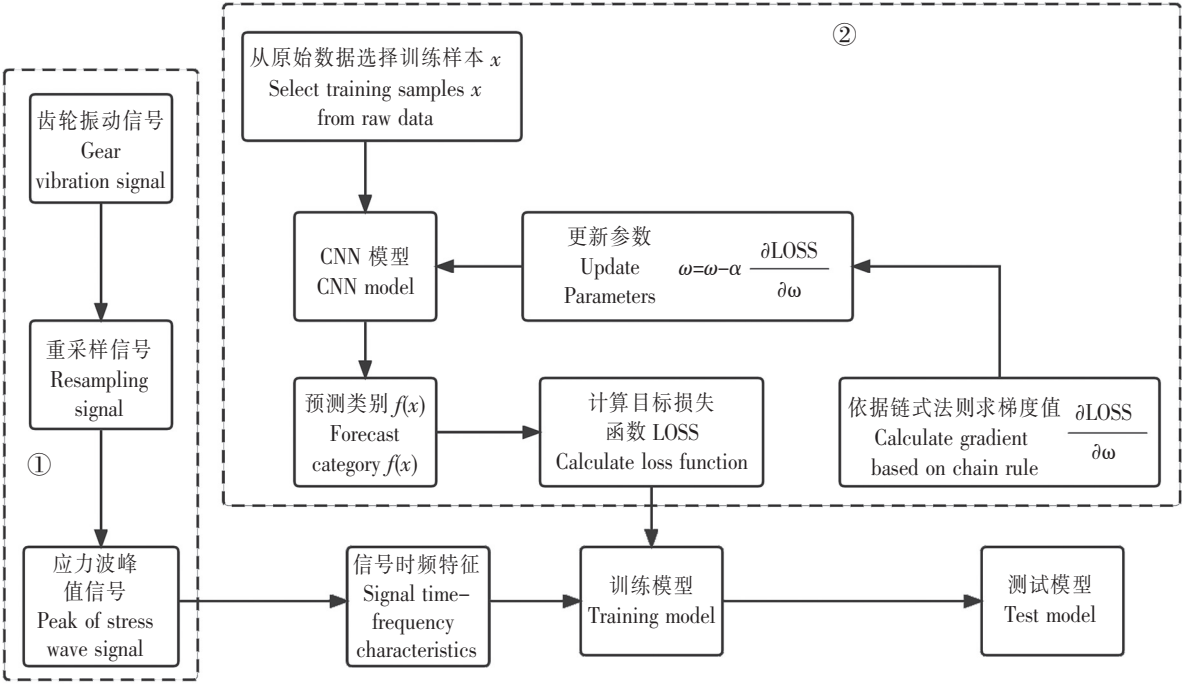 ①
齿轮振动信号
Gear
vibration signal
重采样信号
Resampling
signal
应力波峰
值信号
Peak of stress
wave signal
②
从原始数据选择训练样本 x
Select training samples x
from raw data
CNN 模型
CNN model
更新参数
Update
Parameters
ω=ω−α ∂LOSS
∂ω
预测类别 f(x)
Forecast
category f(x)
计算目标损失
函数 LOSS
Calculate loss function
依据链式法则求梯度值
Calculate gradient
based on chain rule
∂LOSS
∂ω
信号时频特征
Signal time–
frequency
characteristics
训练模型
Training model
测试模型
Test model